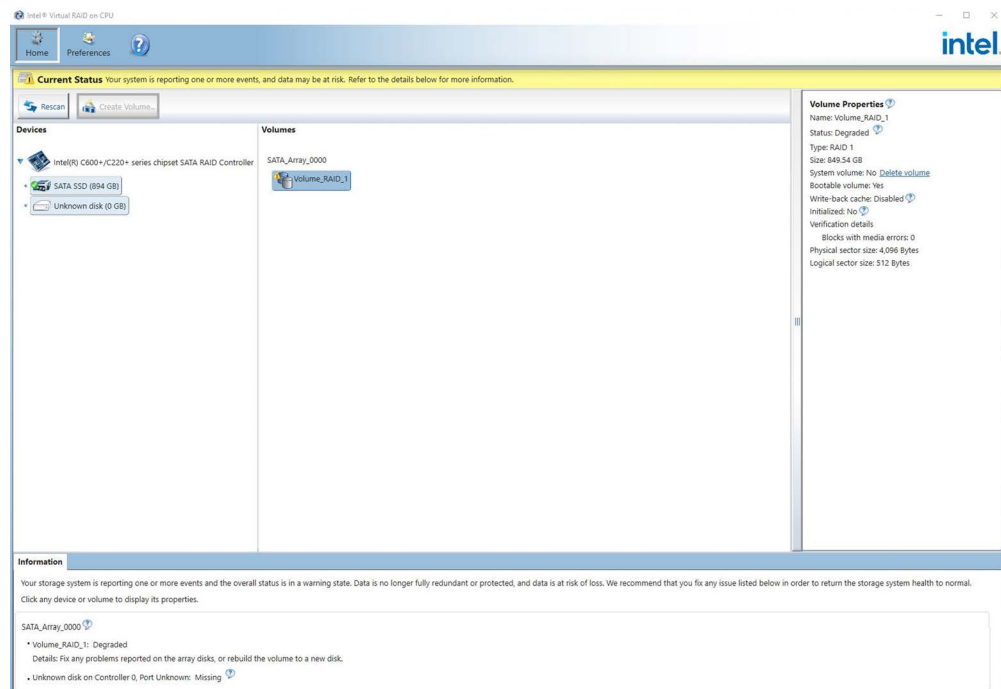 Intel® Virtual RAID on CPU
Home
Preferences
intel.
Current Status Your system is reporting one or more events, and data may be at risk. Refer to the details below for more information.
Rescan
Create Volume...
Devices
Intel(R) C600+/C220+ series chipset SATA RAID Controller
SATA SSD (894 GB)
Unknown disk (0 GB)
Volumes
SATA_Array_0000
Volume_RAID_1
Volume Properties
Name: Volume_RAID_1
Status: Degraded
Type: RAID 1
Size: 849.54 GB
System volume: No Delete volume
Bootable volume: Yes
Write-back cache: Disabled
Initialized: No
Verification details
Blocks with media errors: 0
Physical sector size: 4,096 Bytes
Logical sector size: 512 Bytes
Information
Your storage system is reporting one or more events and the overall status is in a warning state. Data is no longer fully redundant or protected, and data is at risk of loss. We recommend that you fix any issue listed below in order to return the storage system health to normal.
Click any device or volume to display its properties.
SATA_Array_0000
• Volume_RAID_1: Degraded
Details: Fix any problems reported on the array disks, or rebuild the volume to a new disk.
• Unknown disk on Controller 0, Port Unknown: Missing